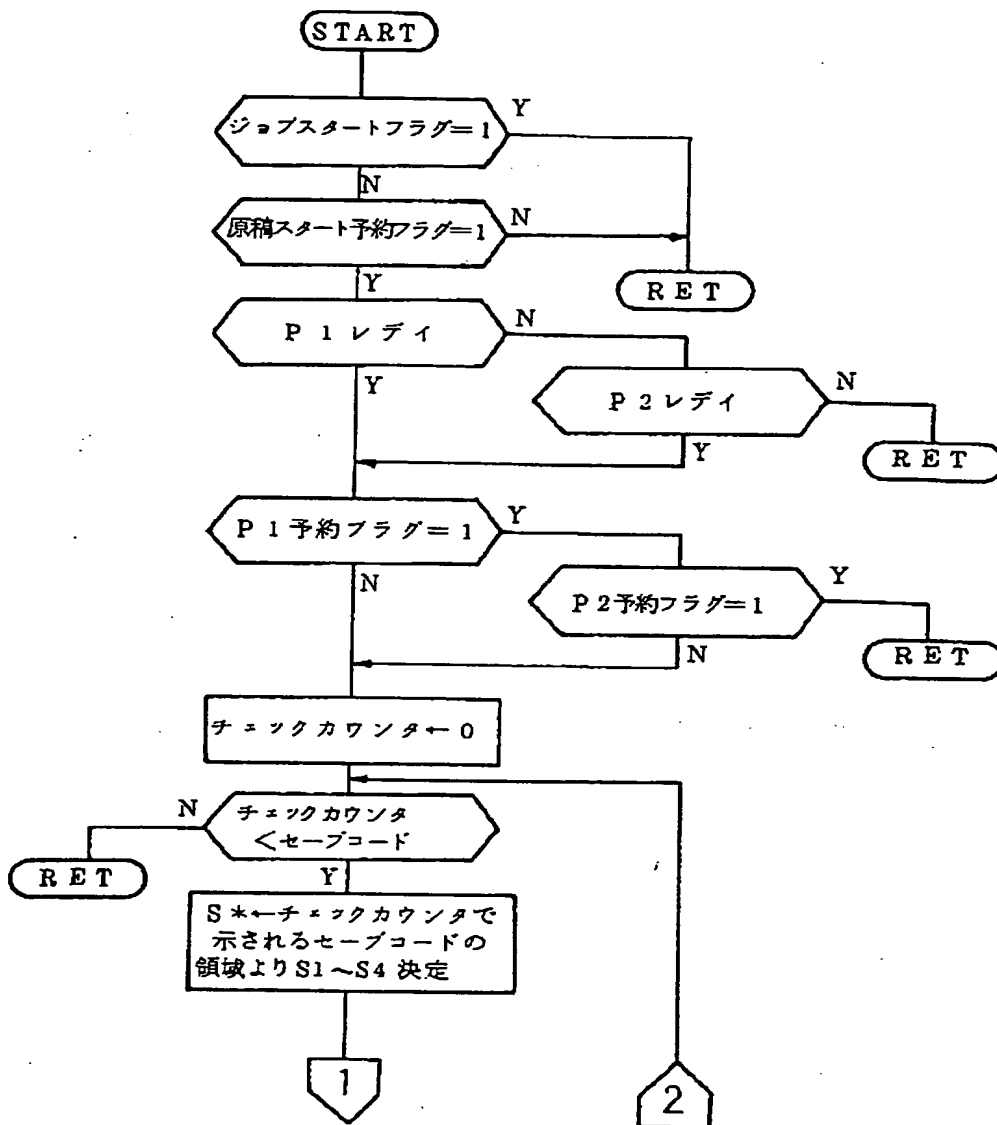 START
ジョブスタートフラグ=1
Y
N
原稿スタート予約フラグ=1
N
Y
RET
P1レディ
N
Y
P2レディ
N
Y
RET
P1予約フラグ=1
Y
N
P2予約フラグ=1
Y
N
RET
チェックカウンタ←0
N
チェックカウンタ
<セーブコード
RET
Y
S*←チェックカウンタで
示されるセーブコードの
領域よりS1~S4 決定
1
2